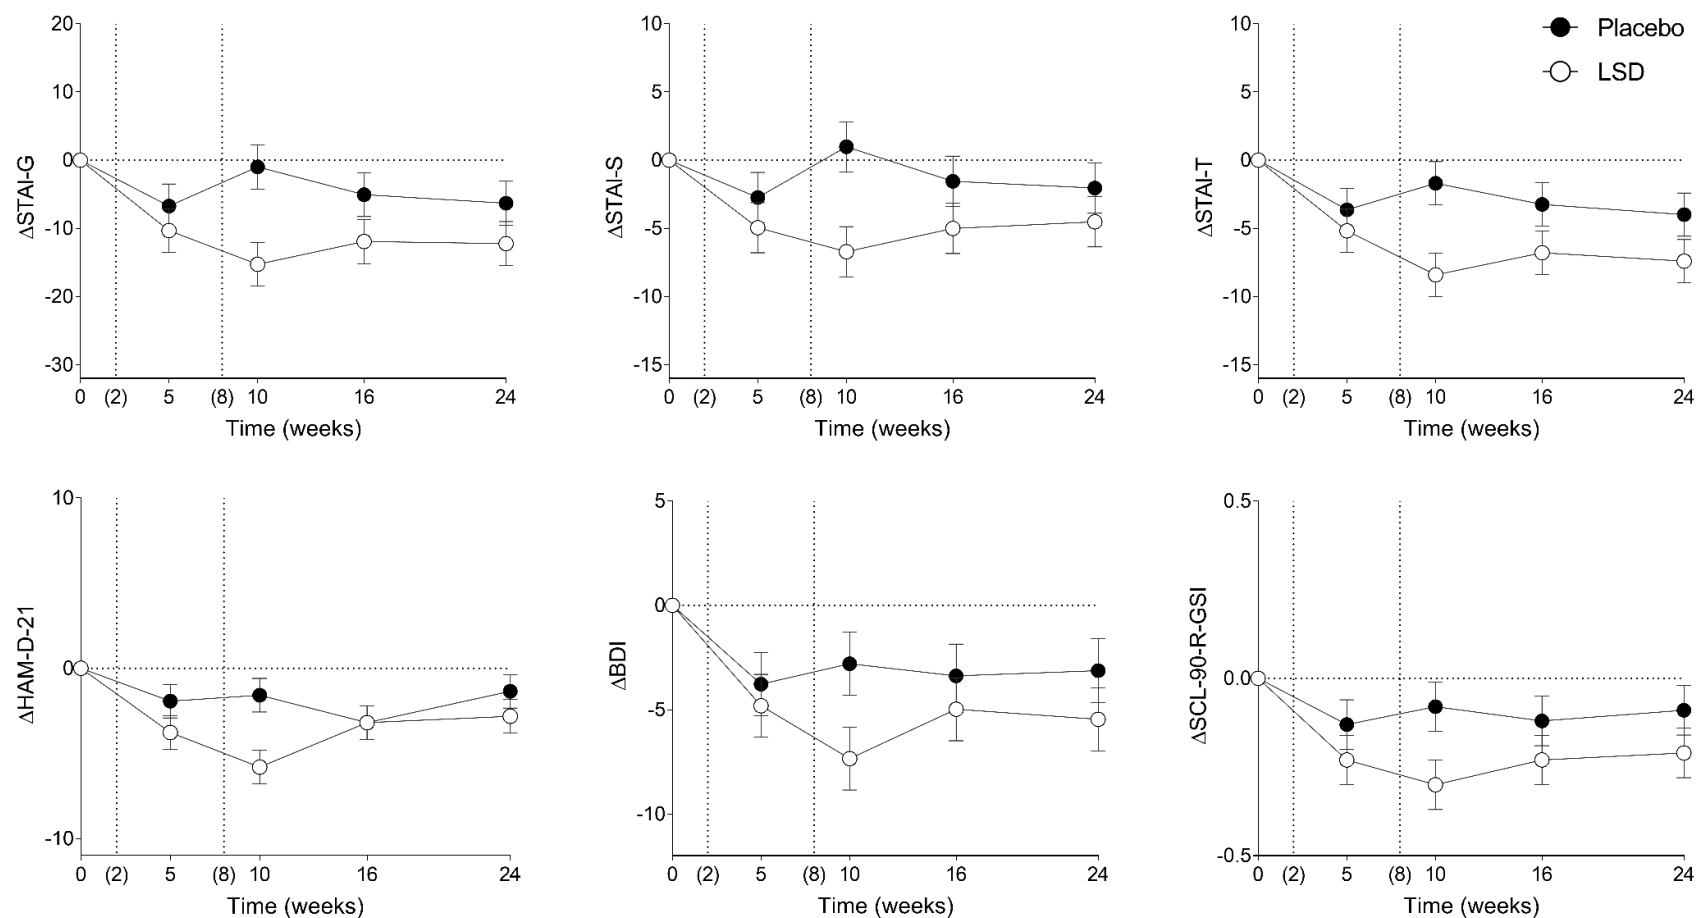 Placebo
LSD
ΔSTAI-G
20
10
0
-10
-20
-30
0 (2) 5 (8) 10 16 24
Time (weeks)
ΔSTAI-S
10
5
0
-5
-10
-15
0 (2) 5 (8) 10 16 24
Time (weeks)
ΔSTAI-T
10
5
0
-5
-10
-15
0 (2) 5 (8) 10 16 24
Time (weeks)
ΔHAM-D-21
10
0
-10
0 (2) 5 (8) 10 16 24
Time (weeks)
ΔBDI
5
0
-5
-10
0 (2) 5 (8) 10 16 24
Time (weeks)
ΔSCL-90-R-GSI
0.5
0.0
-0.5
0 (2) 5 (8) 10 16 24
Time (weeks)